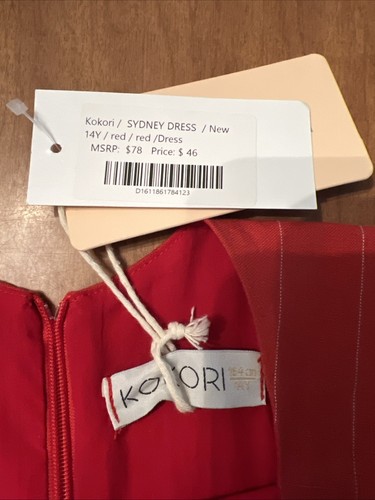 Kokori / SYDNEY DRESS / New
14Y / red / red /Dress
MSRP: $78 Price: $ 46
D1611861784123
KOKORI